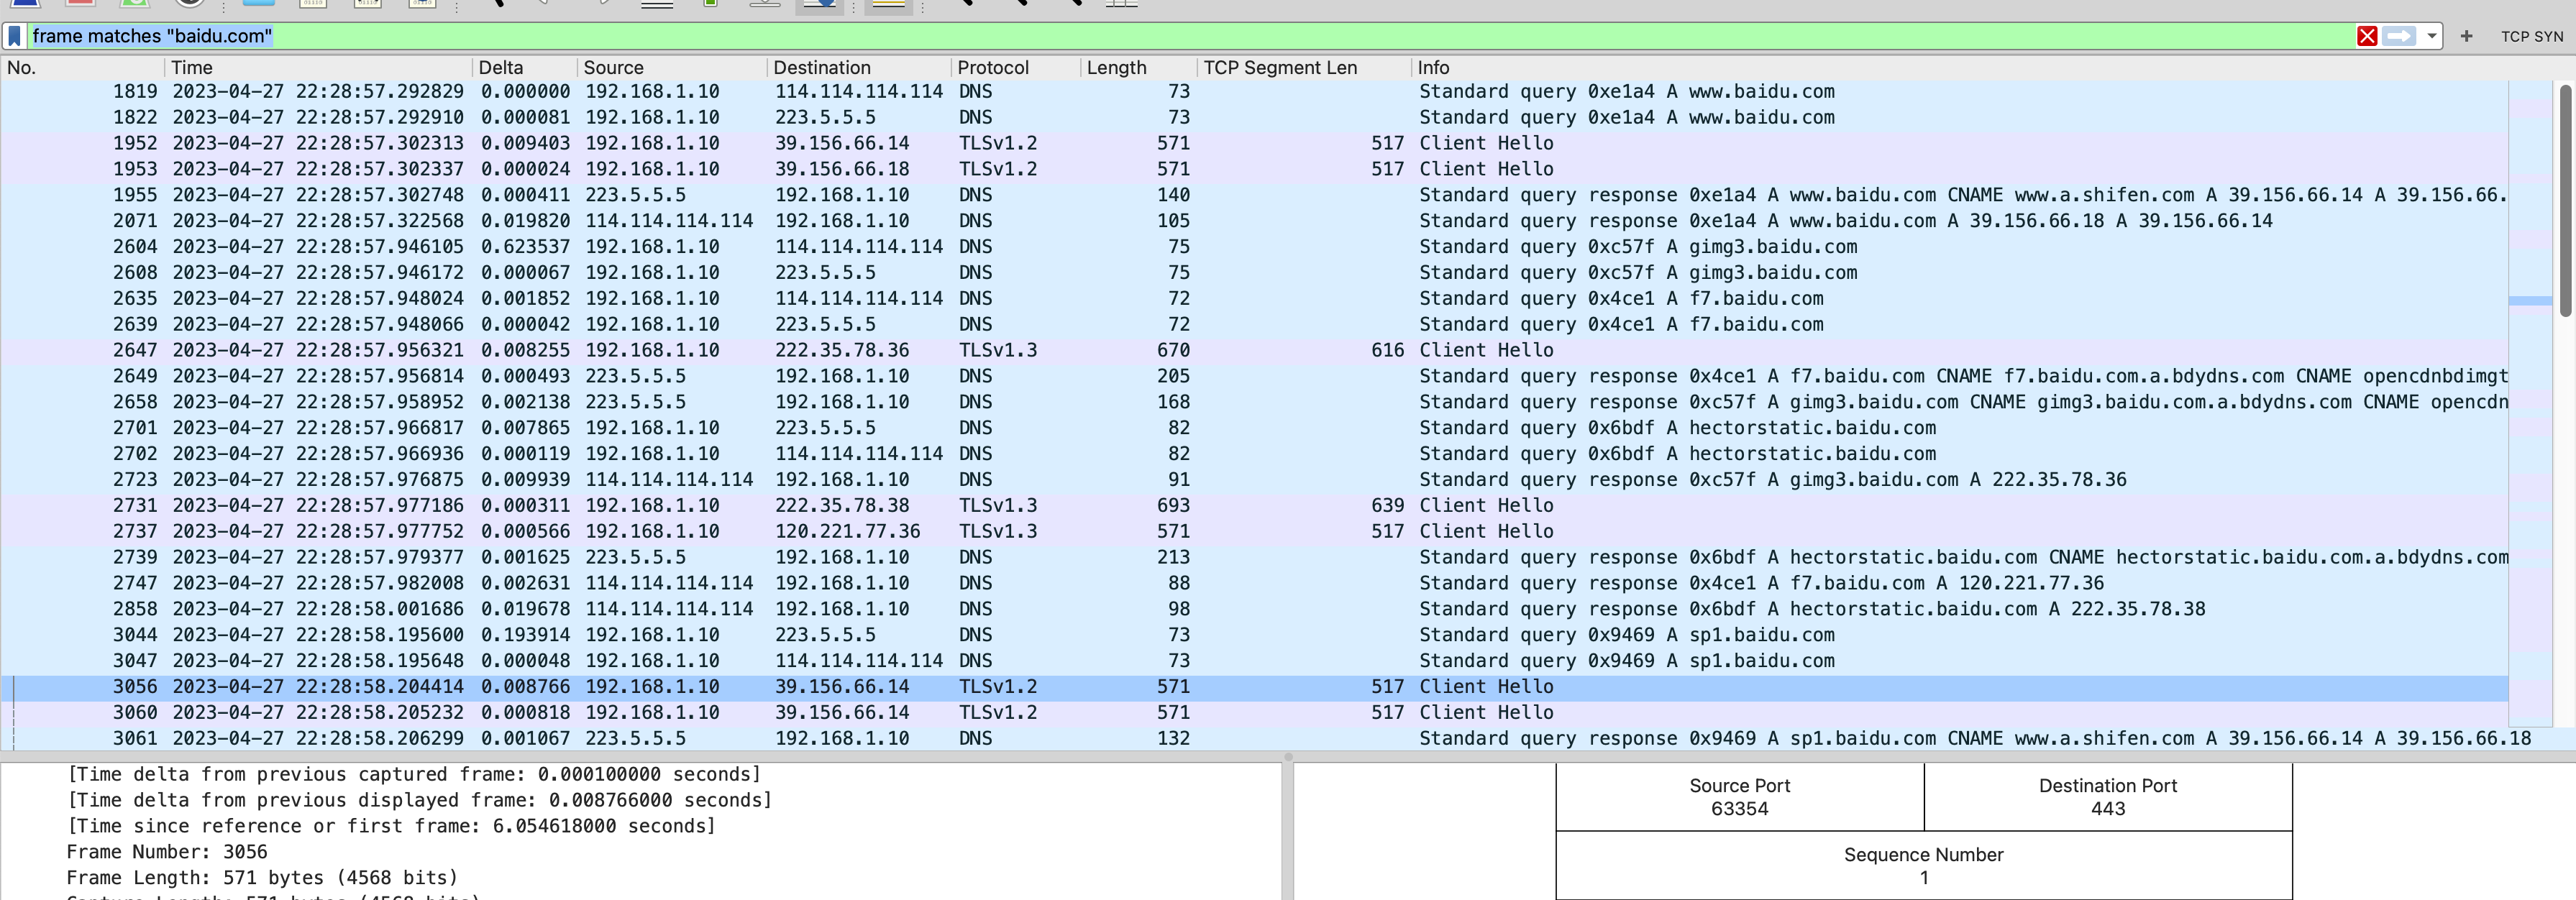 frame matches "baidu.com"
TCP SYN
No. Time Delta Source Destination Protocol Length TCP Segment Len Info
1819 2023-04-27 22:28:57.292829 0.000000 192.168.1.10 114.114.114.114 DNS 73 Standard query 0xe1a4 A www.baidu.com
1822 2023-04-27 22:28:57.292910 0.000081 192.168.1.10 223.5.5.5 DNS 73 Standard query 0xe1a4 A www.baidu.com
1952 2023-04-27 22:28:57.302313 0.009403 192.168.1.10 39.156.66.14 TLSv1.2 571 517 Client Hello
1953 2023-04-27 22:28:57.302337 0.000024 192.168.1.10 39.156.66.18 TLSv1.2 571 517 Client Hello
1955 2023-04-27 22:28:57.302748 0.000411 223.5.5.5 192.168.1.10 DNS 140 Standard query response 0xe1a4 A www.baidu.com CNAME www.a.shifen.com A 39.156.66.14 A 39.156.66.
2071 2023-04-27 22:28:57.322568 0.019820 114.114.114.114 192.168.1.10 DNS 105 Standard query response 0xe1a4 A www.baidu.com A 39.156.66.18 A 39.156.66.14
2604 2023-04-27 22:28:57.946105 0.623537 192.168.1.10 114.114.114.114 DNS 75 Standard query 0xc57f A gimg3.baidu.com
2608 2023-04-27 22:28:57.946172 0.000067 192.168.1.10 223.5.5.5 DNS 75 Standard query 0xc57f A gimg3.baidu.com
2635 2023-04-27 22:28:57.948024 0.001852 192.168.1.10 114.114.114.114 DNS 72 Standard query 0x4ce1 A f7.baidu.com
2639 2023-04-27 22:28:57.948066 0.000042 192.168.1.10 223.5.5.5 DNS 72 Standard query 0x4ce1 A f7.baidu.com
2647 2023-04-27 22:28:57.956321 0.008255 192.168.1.10 222.35.78.36 TLSv1.3 670 616 Client Hello
2649 2023-04-27 22:28:57.956814 0.000493 223.5.5.5 192.168.1.10 DNS 205 Standard query response 0x4ce1 A f7.baidu.com CNAME f7.baidu.com.a.bdydns.com CNAME opencdnbdimgt
2658 2023-04-27 22:28:57.958952 0.002138 223.5.5.5 192.168.1.10 DNS 168 Standard query response 0xc57f A gimg3.baidu.com CNAME gimg3.baidu.com.a.bdydns.com CNAME opencdn
2701 2023-04-27 22:28:57.966817 0.007865 192.168.1.10 223.5.5.5 DNS 82 Standard query 0x6bdf A hectorstatic.baidu.com
2702 2023-04-27 22:28:57.966936 0.000119 192.168.1.10 114.114.114.114 DNS 82 Standard query 0x6bdf A hectorstatic.baidu.com
2723 2023-04-27 22:28:57.976875 0.009939 114.114.114.114 192.168.1.10 DNS 91 Standard query response 0xc57f A gimg3.baidu.com A 222.35.78.36
2731 2023-04-27 22:28:57.977186 0.000311 192.168.1.10 222.35.78.38 TLSv1.3 693 639 Client Hello
2737 2023-04-27 22:28:57.977752 0.000566 192.168.1.10 120.221.77.36 TLSv1.3 571 517 Client Hello
2739 2023-04-27 22:28:57.979377 0.001625 223.5.5.5 192.168.1.10 DNS 213 Standard query response 0x6bdf A hectorstatic.baidu.com CNAME hectorstatic.baidu.com.a.bdydns.com
2747 2023-04-27 22:28:57.982008 0.002631 114.114.114.114 192.168.1.10 DNS 88 Standard query response 0x4ce1 A f7.baidu.com A 120.221.77.36
2858 2023-04-27 22:28:58.001686 0.019678 114.114.114.114 192.168.1.10 DNS 98 Standard query response 0x6bdf A hectorstatic.baidu.com A 222.35.78.38
3044 2023-04-27 22:28:58.195600 0.193914 192.168.1.10 223.5.5.5 DNS 73 Standard query 0x9469 A sp1.baidu.com
3047 2023-04-27 22:28:58.195648 0.000048 192.168.1.10 114.114.114.114 DNS 73 Standard query 0x9469 A sp1.baidu.com
3056 2023-04-27 22:28:58.204414 0.008766 192.168.1.10 39.156.66.14 TLSv1.2 571 517 Client Hello
3060 2023-04-27 22:28:58.205232 0.000818 192.168.1.10 39.156.66.14 TLSv1.2 571 517 Client Hello
3061 2023-04-27 22:28:58.206299 0.001067 223.5.5.5 192.168.1.10 DNS 132 Standard query response 0x9469 A sp1.baidu.com CNAME www.a.shifen.com A 39.156.66.14 A 39.156.66.18
[Time delta from previous captured frame: 0.000100000 seconds]
[Time delta from previous displayed frame: 0.008766000 seconds]
[Time since reference or first frame: 6.054618000 seconds]
Frame Number: 3056
Frame Length: 571 bytes (4568 bits)
Source Port
63354
Destination Port
443
Sequence Number
1